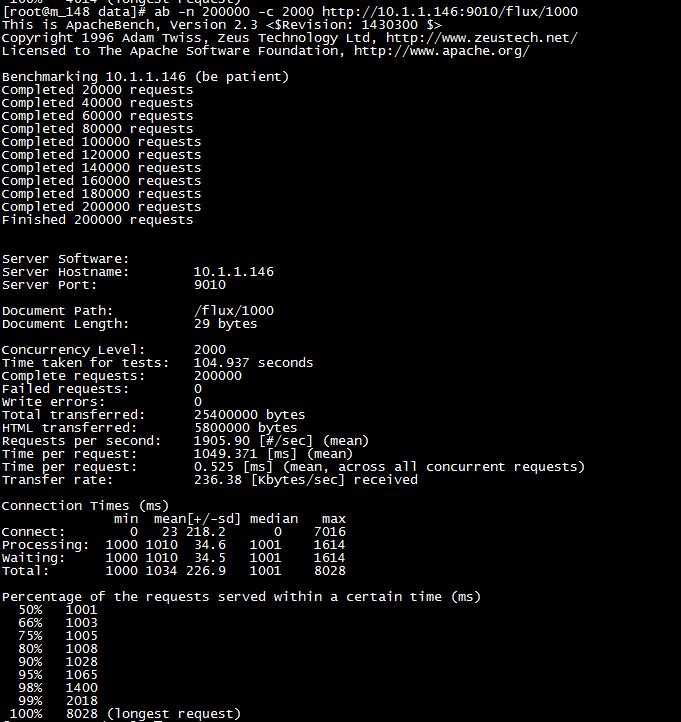 100% 4014 (longest request)
[root@m_148 data]# ab -n 200000 -c 2000 http://10.1.1.146:9010/flux/1000
This is ApacheBench, Version 2.3 <$Revision: 1430300 $>
Copyright 1996 Adam Twiss, Zeus Technology Ltd, http://www.zeustech.net/
Licensed to The Apache Software Foundation, http://www.apache.org/
Benchmarking 10.1.1.146 (be patient)
Completed 20000 requests
Completed 40000 requests
Completed 60000 requests
Completed 80000 requests
Completed 100000 requests
Completed 120000 requests
Completed 140000 requests
Completed 160000 requests
Completed 180000 requests
Completed 200000 requests
Finished 200000 requests
Server Software:
Server Hostname: 10.1.1.146
Server Port: 9010
Document Path: /flux/1000
Document Length: 29 bytes
Concurrency Level: 2000
Time taken for tests: 104.937 seconds
Complete requests: 200000
Failed requests: 0
Write errors: 0
Total transferred: 25400000 bytes
HTML transferred: 5800000 bytes
Requests per second: 1905.90 [#/sec] (mean)
Time per request: 1049.371 [ms] (mean)
Time per request: 0.525 [ms] (mean, across all concurrent requests)
Transfer rate: 236.38 [Kbytes/sec] received
Connection Times (ms)
min mean[+/-sd] median max
Connect: 0 23 218.2 0 7016
Processing: 1000 1010 34.6 1001 1614
Waiting: 1000 1010 34.5 1001 1614
Total: 1000 1034 226.9 1001 8028
Percentage of the requests served within a certain time (ms)
50% 1001
66% 1003
75% 1005
80% 1008
90% 1028
95% 1065
98% 1400
99% 2018
100% 8028 (longest request)